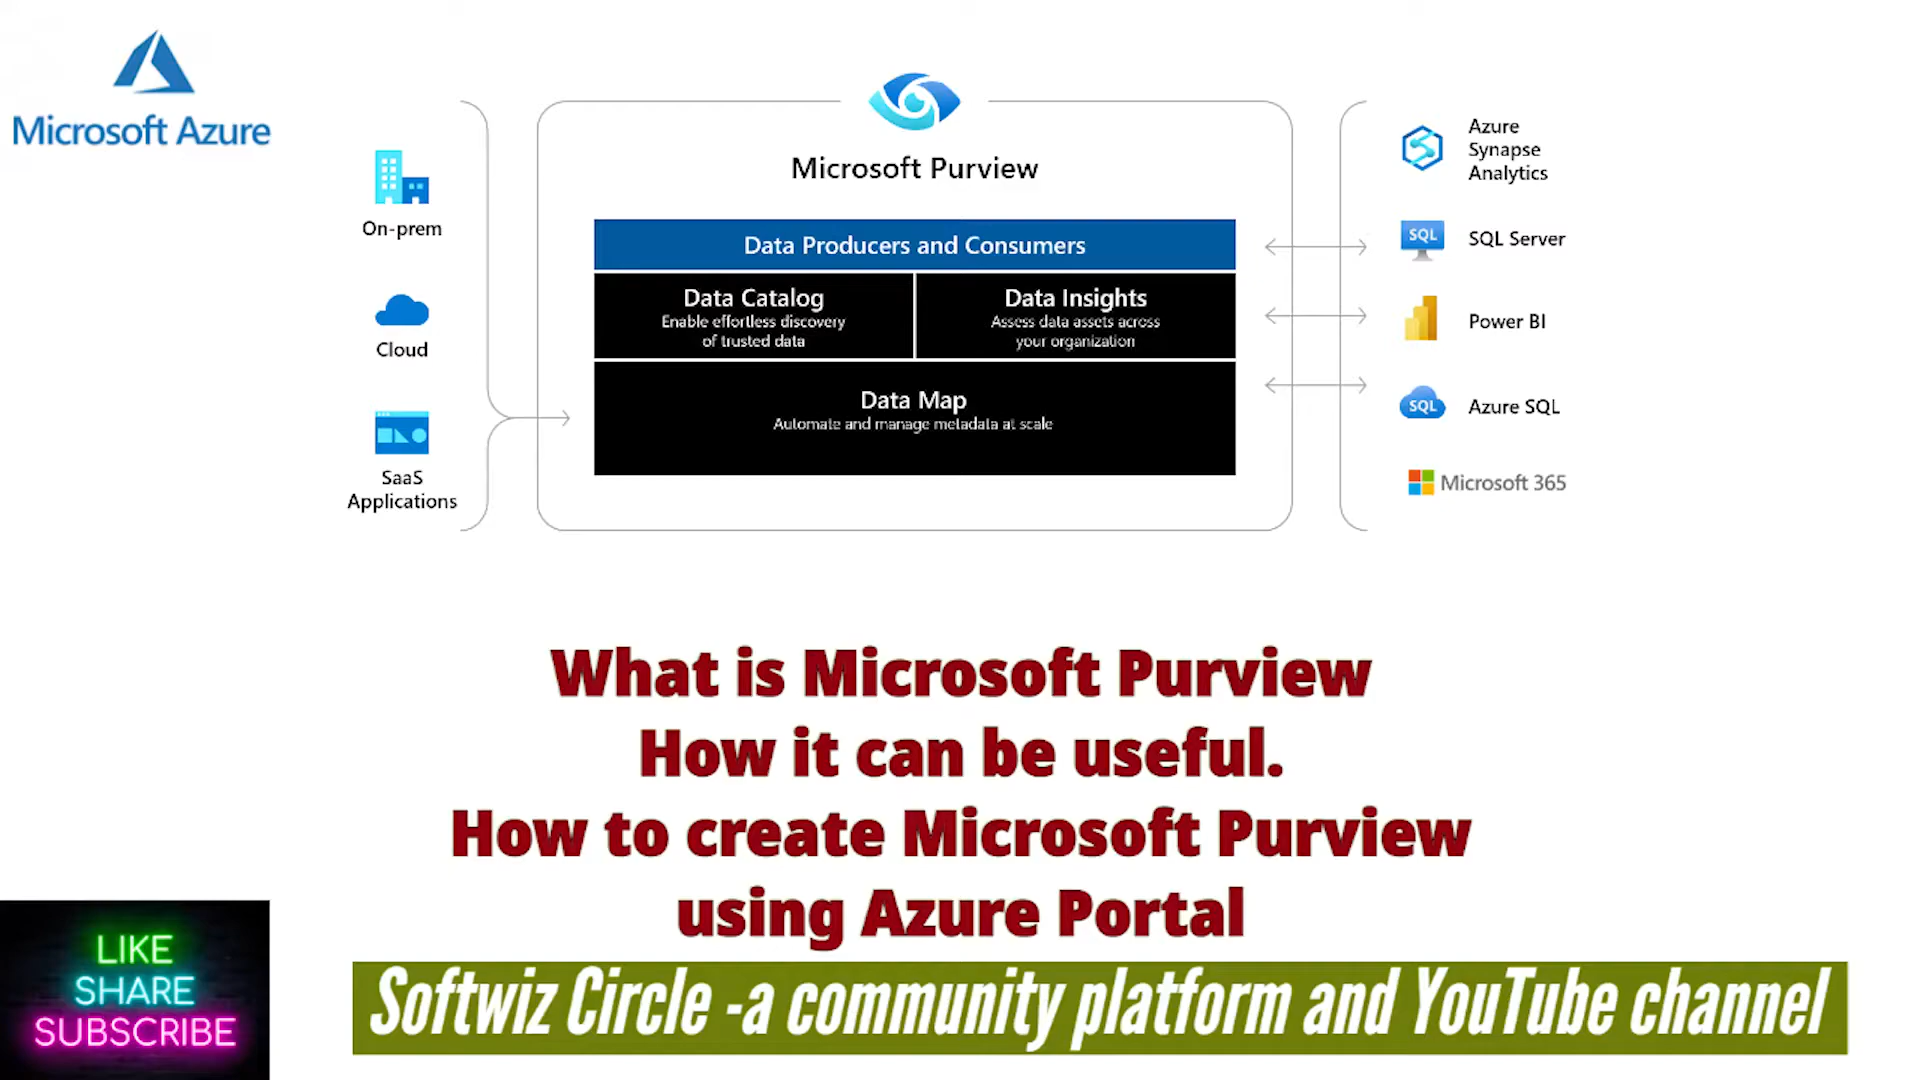 Microsoft Azure
On-prem
Cloud
SaaS
Applications
Microsoft Purview
Data Producers and Consumers
Data Catalog
Enable effortless discovery
of trusted data
Data Insights
Assess data assets across
your organization
Data Map
Automate and manage metadata at scale
Azure
Synapse
Analytics
SQL
SQL Server
Power BI
SQL
Azure SQL
Microsoft 365
What is Microsoft Purview
How it can be useful.
How to create Microsoft Purview
using Azure Portal
LIKE
SHARE
SUBSCRIBE
Softwiz Circle -a community platform and YouTube channel